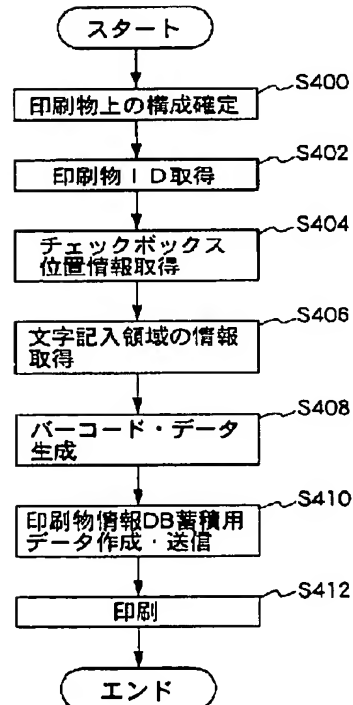 スタート
S400
印刷物上の構成確定
S402
印刷物ID取得
S404
チェックボックス
位置情報取得
S406
文字記入領域の情報
取得
S408
バーコード・データ
生成
S410
印刷物情報DB蓄積用
データ作成・送信
S412
印刷
エンド